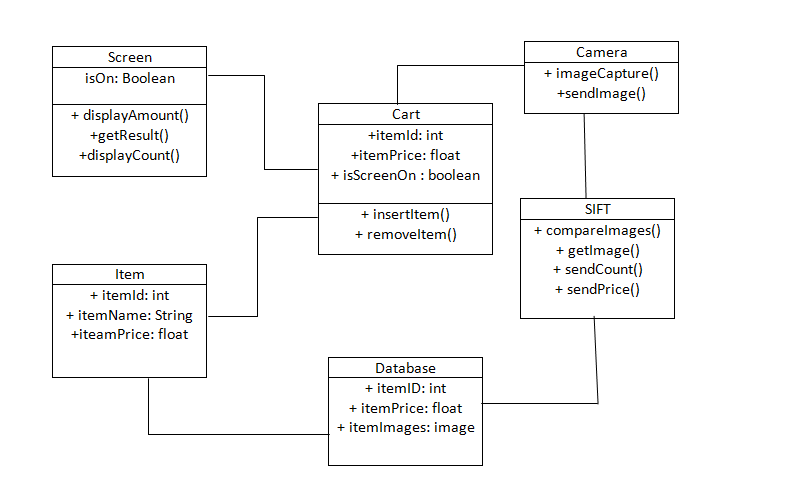 Screen
isOn: Boolean
+ displayAmount()
+getResult()
+displayCount()
Camera
+ imageCapture()
+sendImage()
Cart
+itemId: int
+itemPrice: float
+ isScreenOn : boolean
+ insertItem()
+ removeItem()
SIFT
+ compareImages()
+ getImage()
+ sendCount()
+ sendPrice()
Item
+ itemId: int
+ itemName: String
+iteamPrice: float
Database
+ itemID: int
+ itemPrice: float
+ itemImages: image